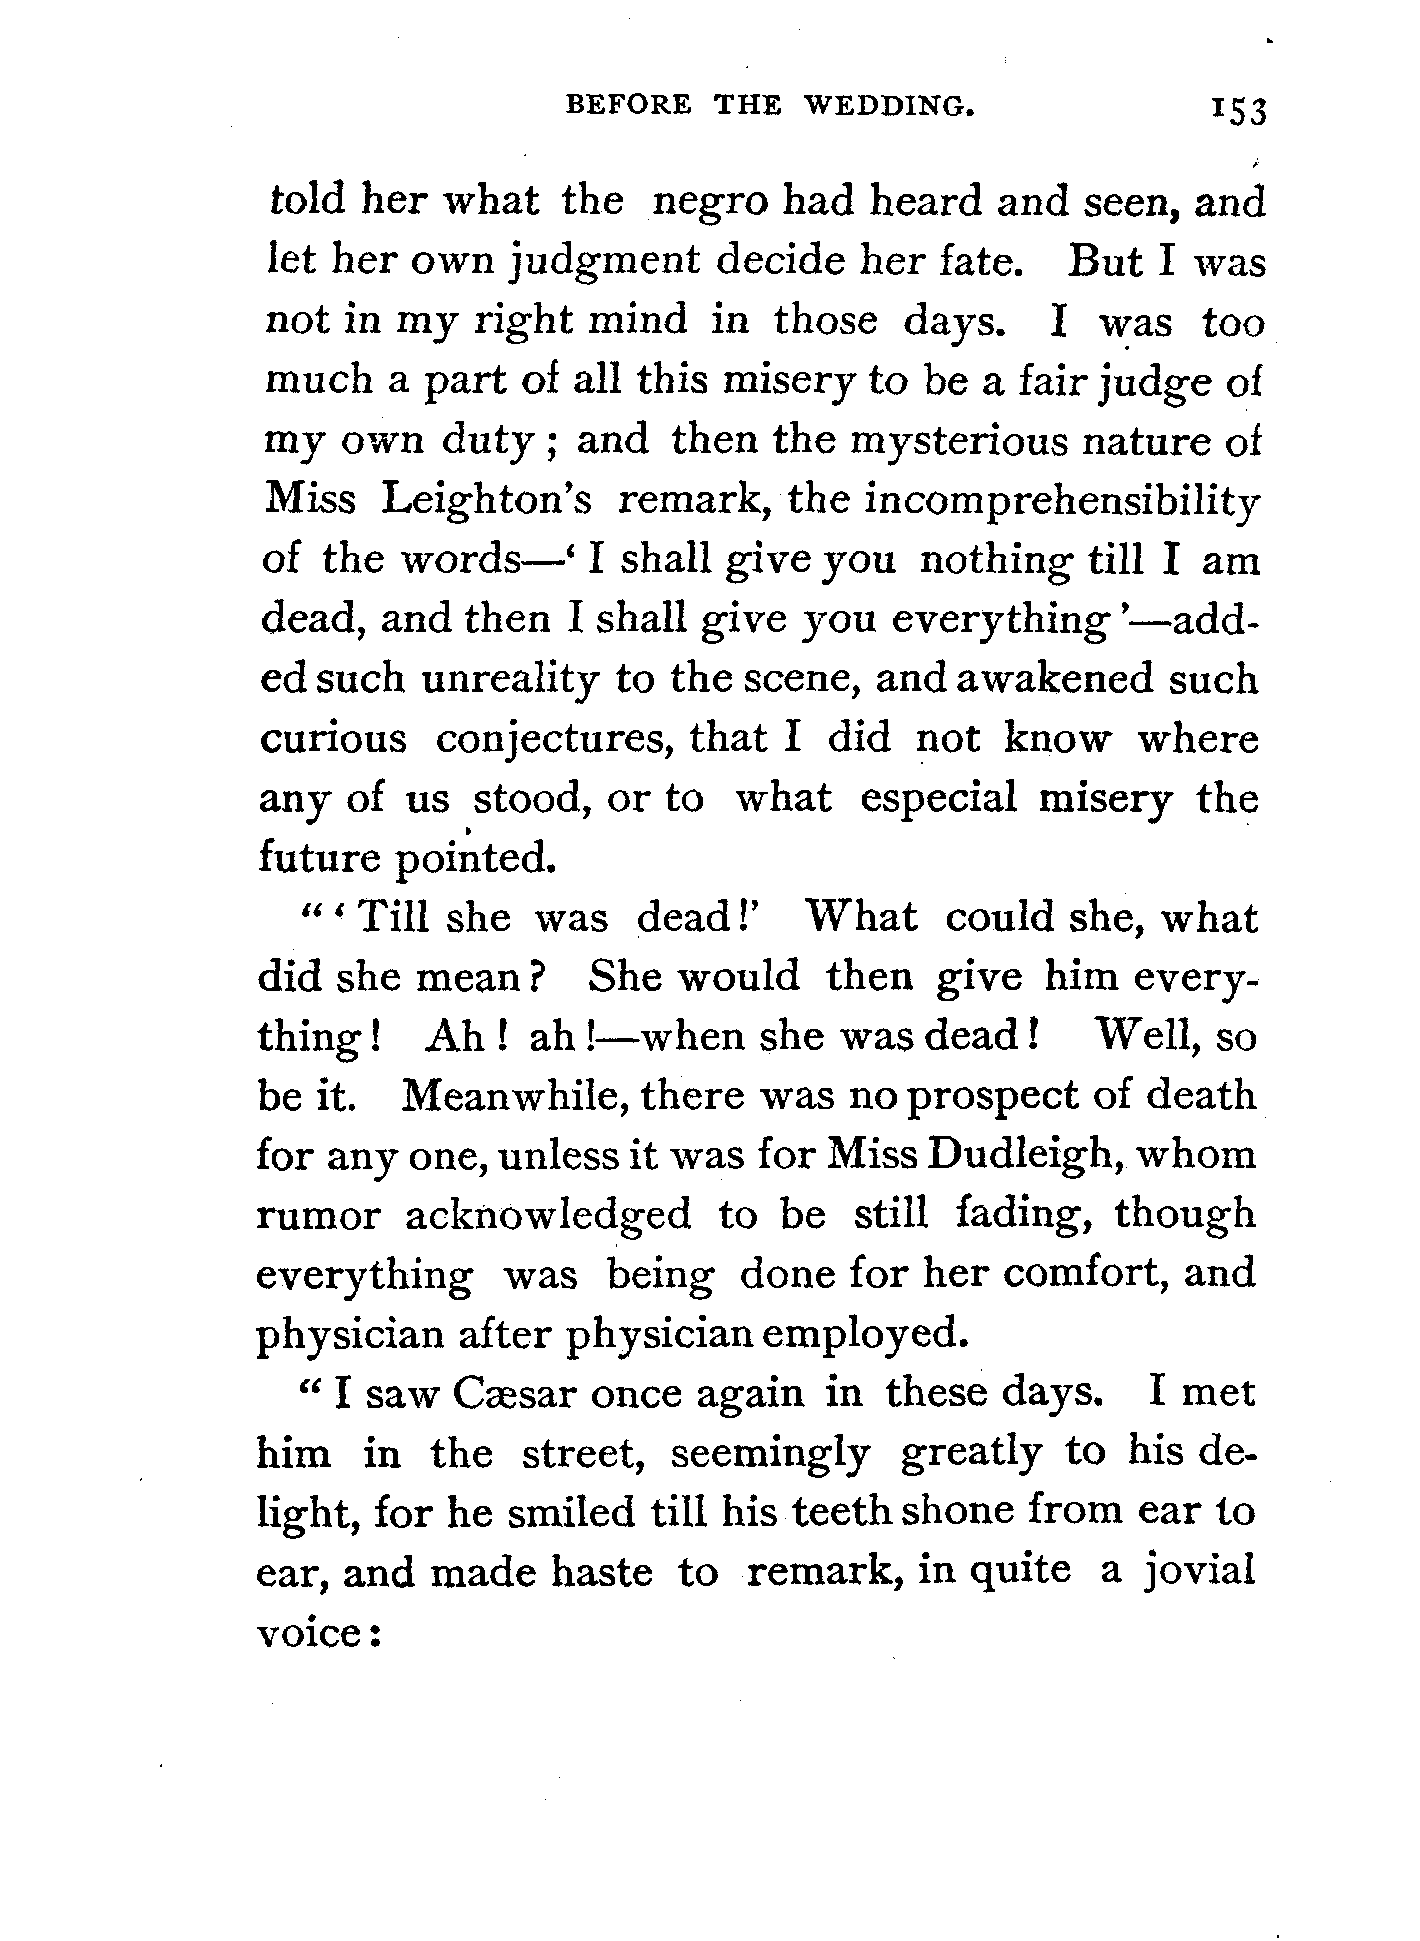 BEFORE THE WEDDING. 153
told her what the negro had heard and seen, and
let her own judgment decide her fate. But I was
not in my right mind in those days. I was too
much a part of all this misery to be a fair judge of
my own duty ; and then the mysterious nature of
Miss Leighton's remark, the incomprehensibility
of the words—‘ I shall give you nothing till I am
dead, and then I shall give you everything ’—add-
ed such unreality to the scene, and awakened such
curious conjectures, that I did not know where
any of us stood, or to what especial misery the
future pointed.
“ ‘ Till she was dead !’ What could she, what
did she mean ? She would then give him every-
thing ! Ah ! ah !—when she was dead ! Well, so
be it. Meanwhile, there was no prospect of death
for any one, unless it was for Miss Dudleigh, whom
rumor acknowledged to be still fading, though
everything was being done for her comfort, and
physician after physician employed.
“ I saw Cæsar once again in these days. I met
him in the street, seemingly greatly to his de-
light, for he smiled till his teeth shone from ear to
ear, and made haste to remark, in quite a jovial
voice :